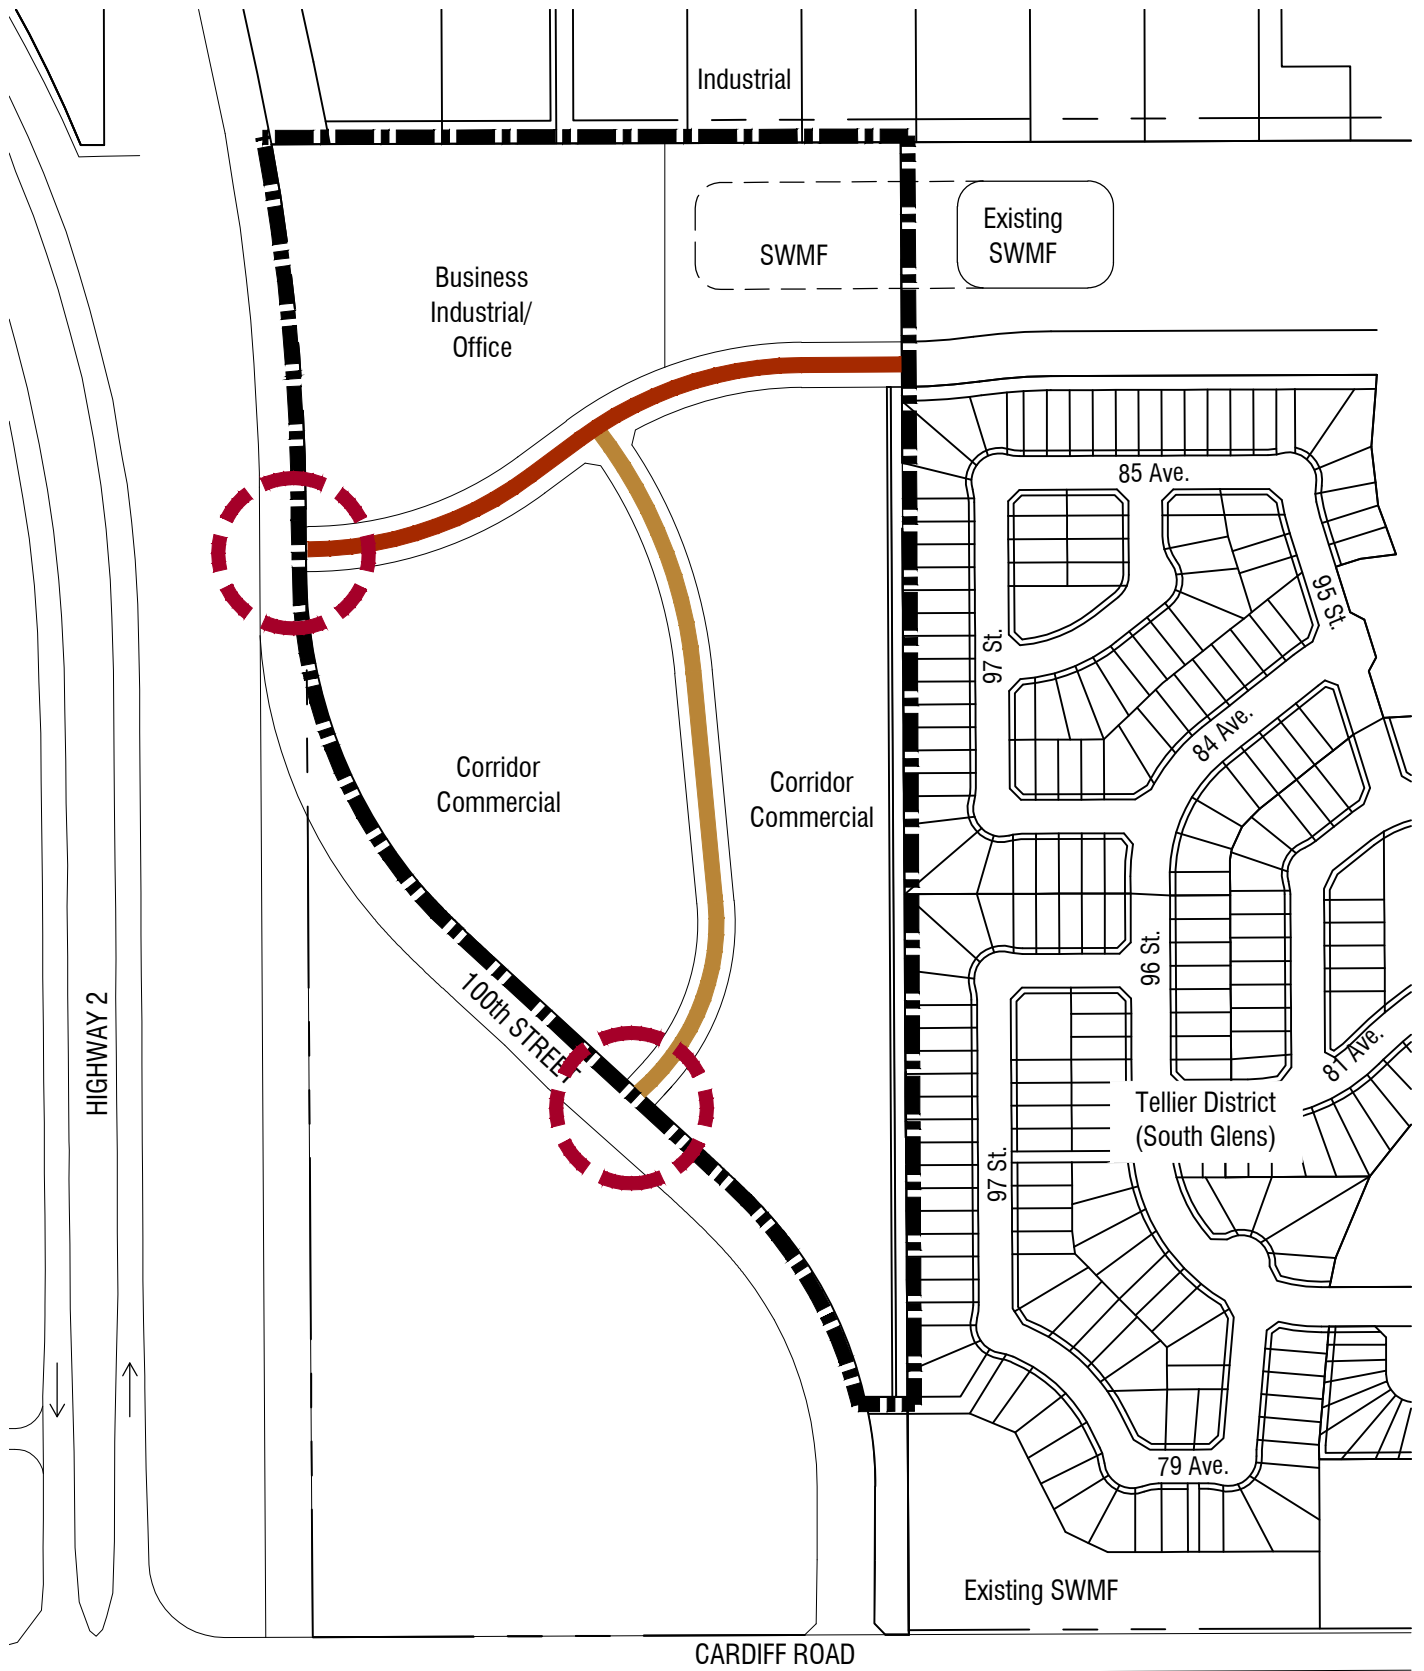 Industrial
Existing
SWMF
SWMF
Business
Industrial/
Office
85 Ave.
95 St.
97 St.
84 Ave.
Corridor
Commercial
Corridor
Commercial
96 St.
HIGHWAY 2
100th STREET
81 Ave.
Tellier District
(South Glens)
97 St.
79 Ave.
Existing SWMF
CARDIFF ROAD